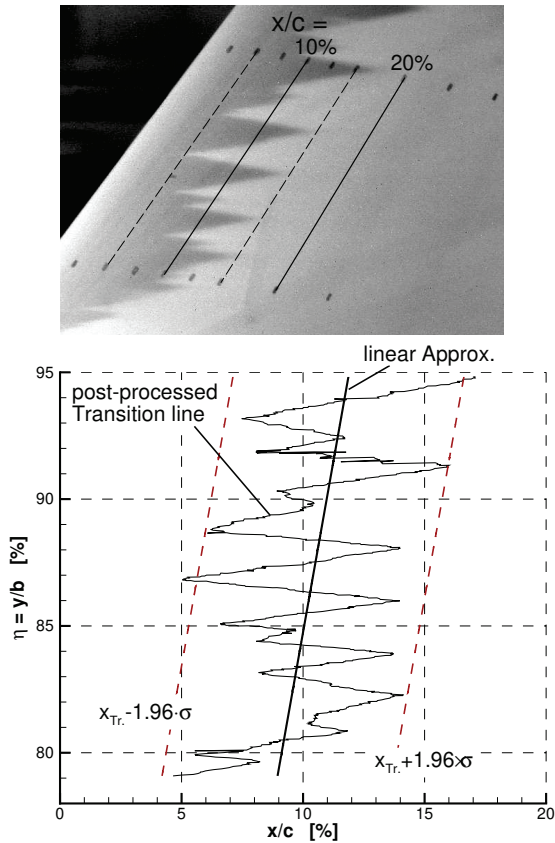 x/c =
10%
20%
linear Approx.
post-processed
Transition line
95
90
85
80
η = y/b [%]
x_Tr.-1.96·σ
x_Tr.+1.96×σ
0 5 10 15 20
x/c [%]